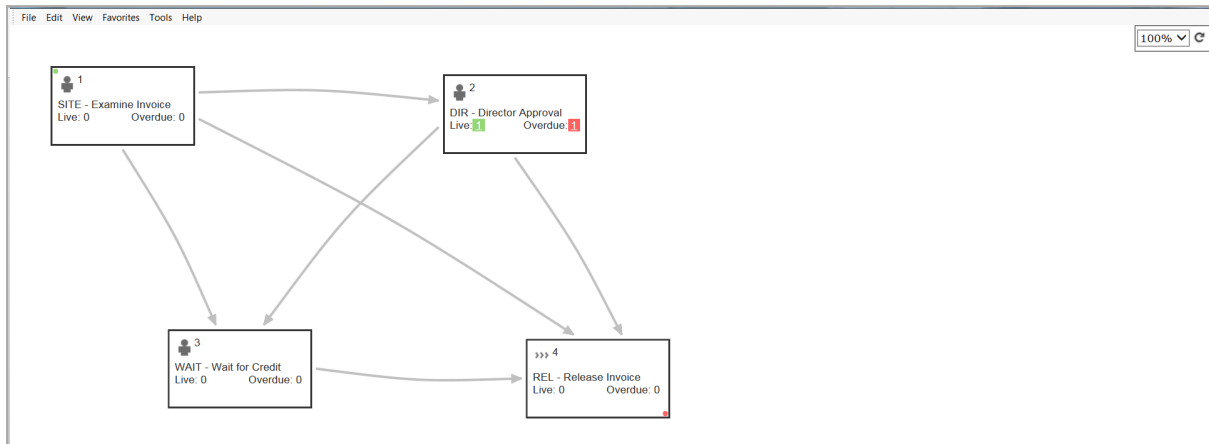 File Edit View Favorites Tools Help
100%
1
SITE - Examine Invoice
Live: 0 Overdue: 0
2
DIR - Director Approval
Live: 1 Overdue: 1
3
WAIT - Wait for Credit
Live: 0 Overdue: 0
4
REL - Release Invoice
Live: 0 Overdue: 0